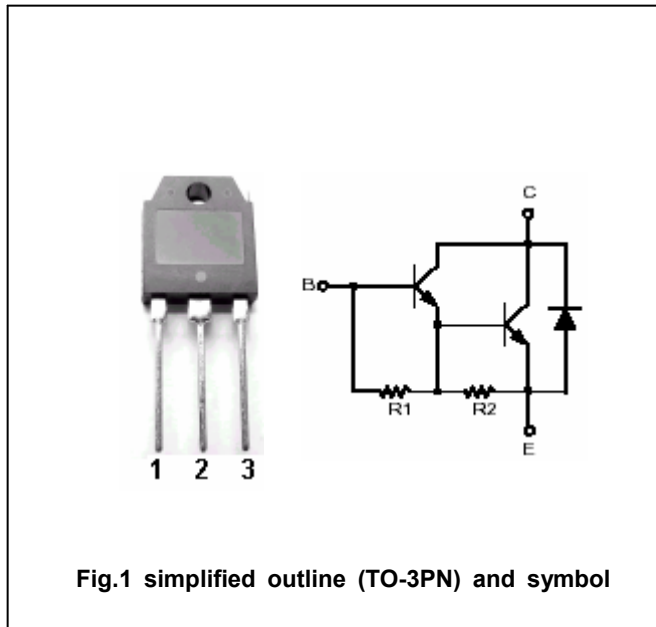 C
B
R1
R2
E
1 2 3
Fig.1 simplified outline (TO-3PN) and symbol